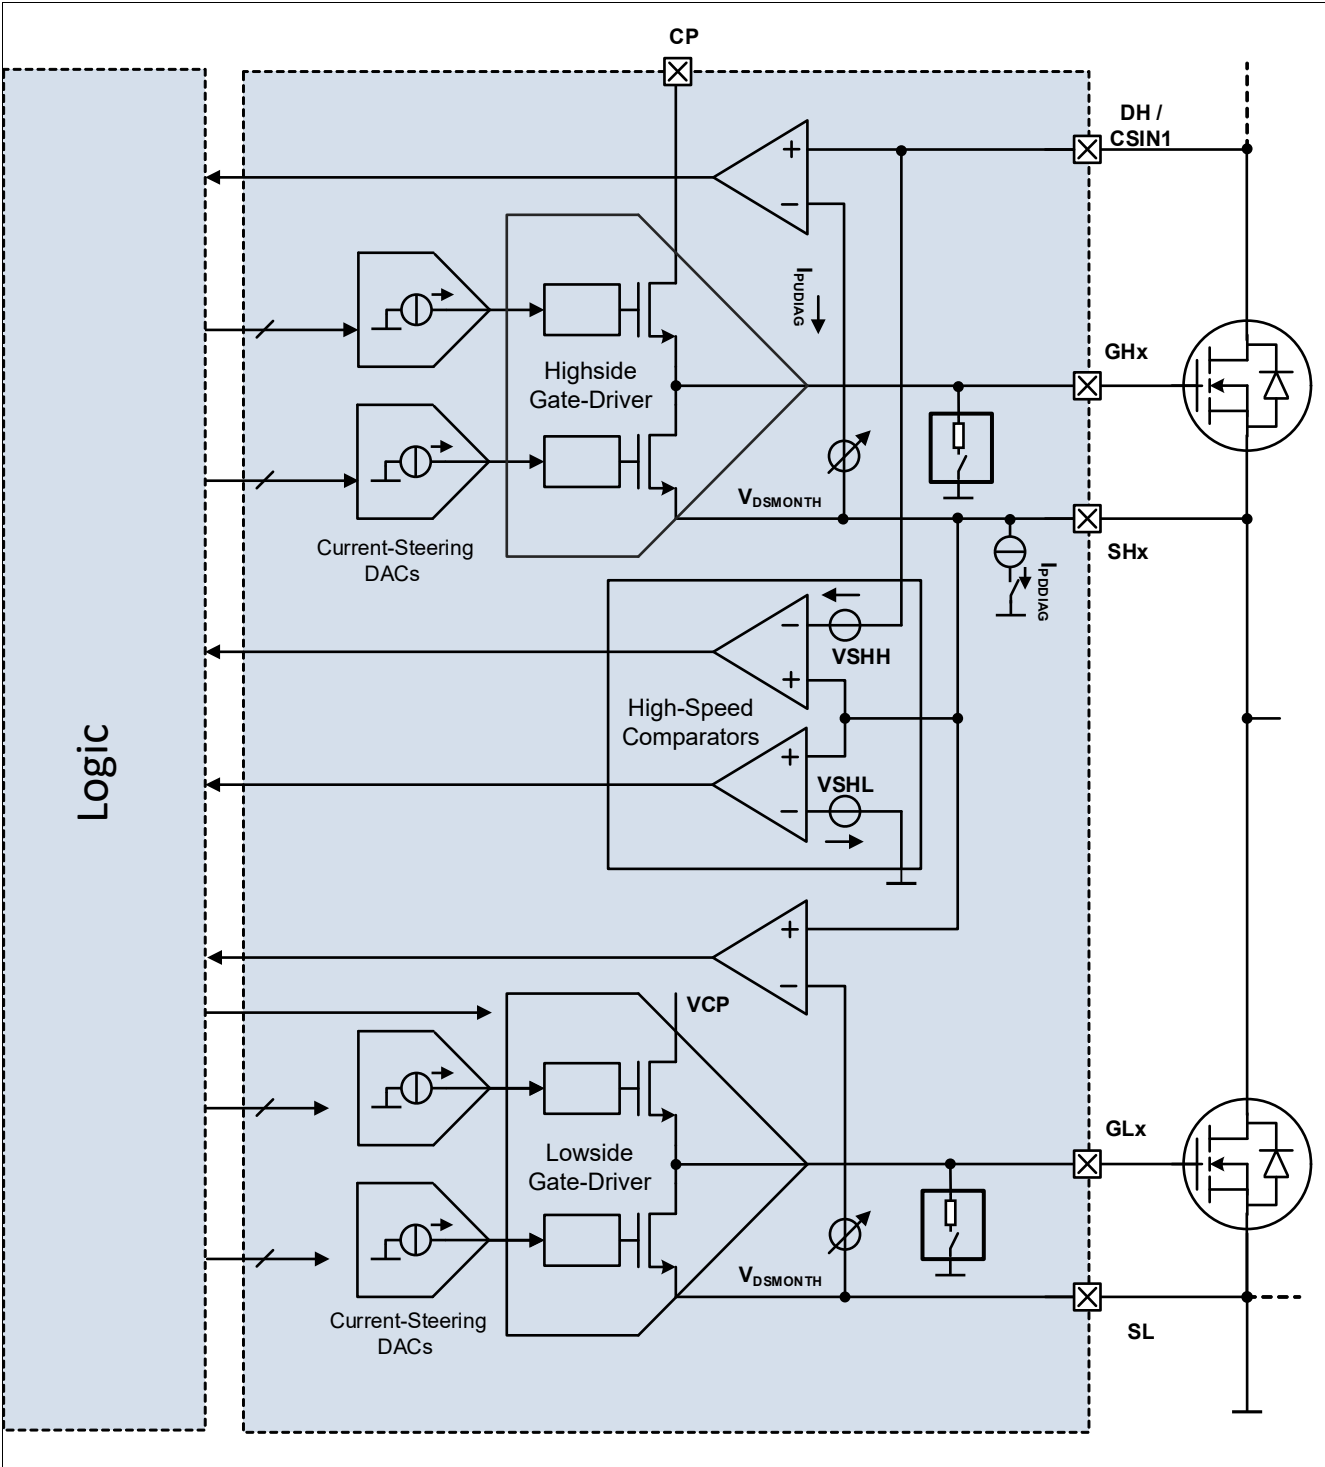 CP
DH /
CSIN1
+
−
IPUDIAG
GHx
Highside
Gate-Driver
VDSMONTH
SHx
Current-Steering
DACs
IPDDIAG
−
VSHH
+
High-Speed
Comparators
+
VSHL
−
Logic
+
−
VCP
GLx
Lowside
Gate-Driver
VDSMONTH
Current-Steering
DACs
SL